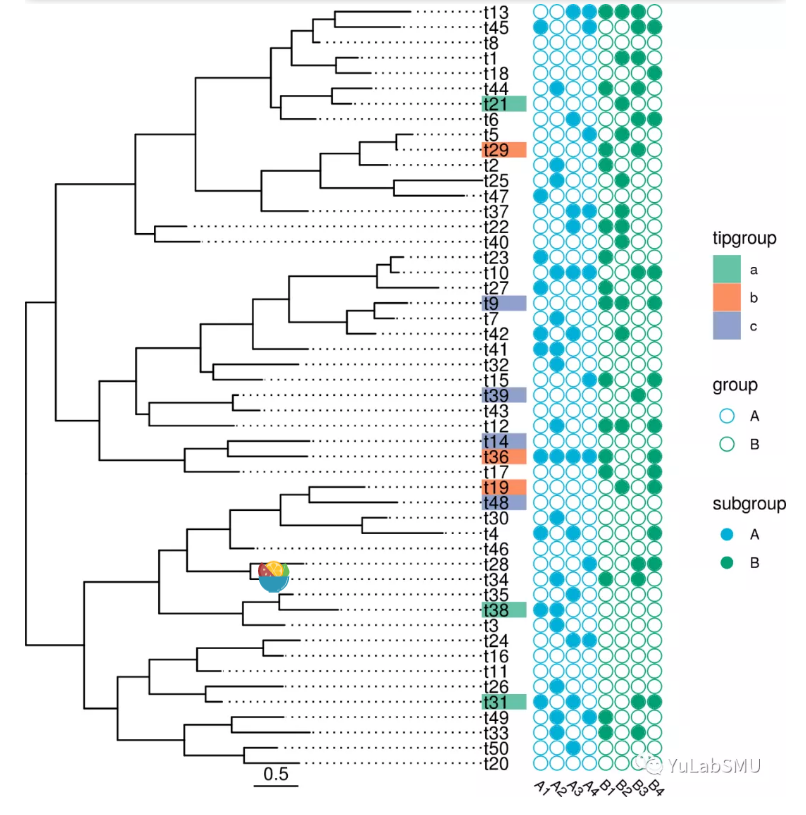 t13
t45
t8
t1
t18
t44
t21
t6
t5
t29
t2
t25
t47
t37
t22
t40
t23
t10
t27
t9
t7
t42
t41
t32
t15
t39
t43
t12
t14
t36
t17
t19
t48
t30
t4
t46
t28
t34
t35
t38
t3
t24
t16
t11
t26
t31
t49
t33
t50
t20
0.5
A1 A2 A3 A4 B1 B2 B3 B4
tipgroup
a
b
c
group
A
B
subgroup
A
B
YuLabSMU